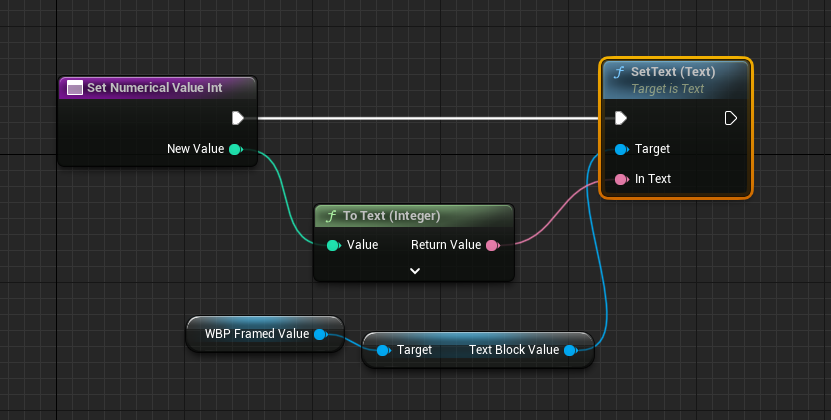 Set Numerical Value Int
New Value
SetText (Text)
Target is Text
Target
In Text
To Text (Integer)
Value Return Value
WBP Framed Value
Target Text Block Value